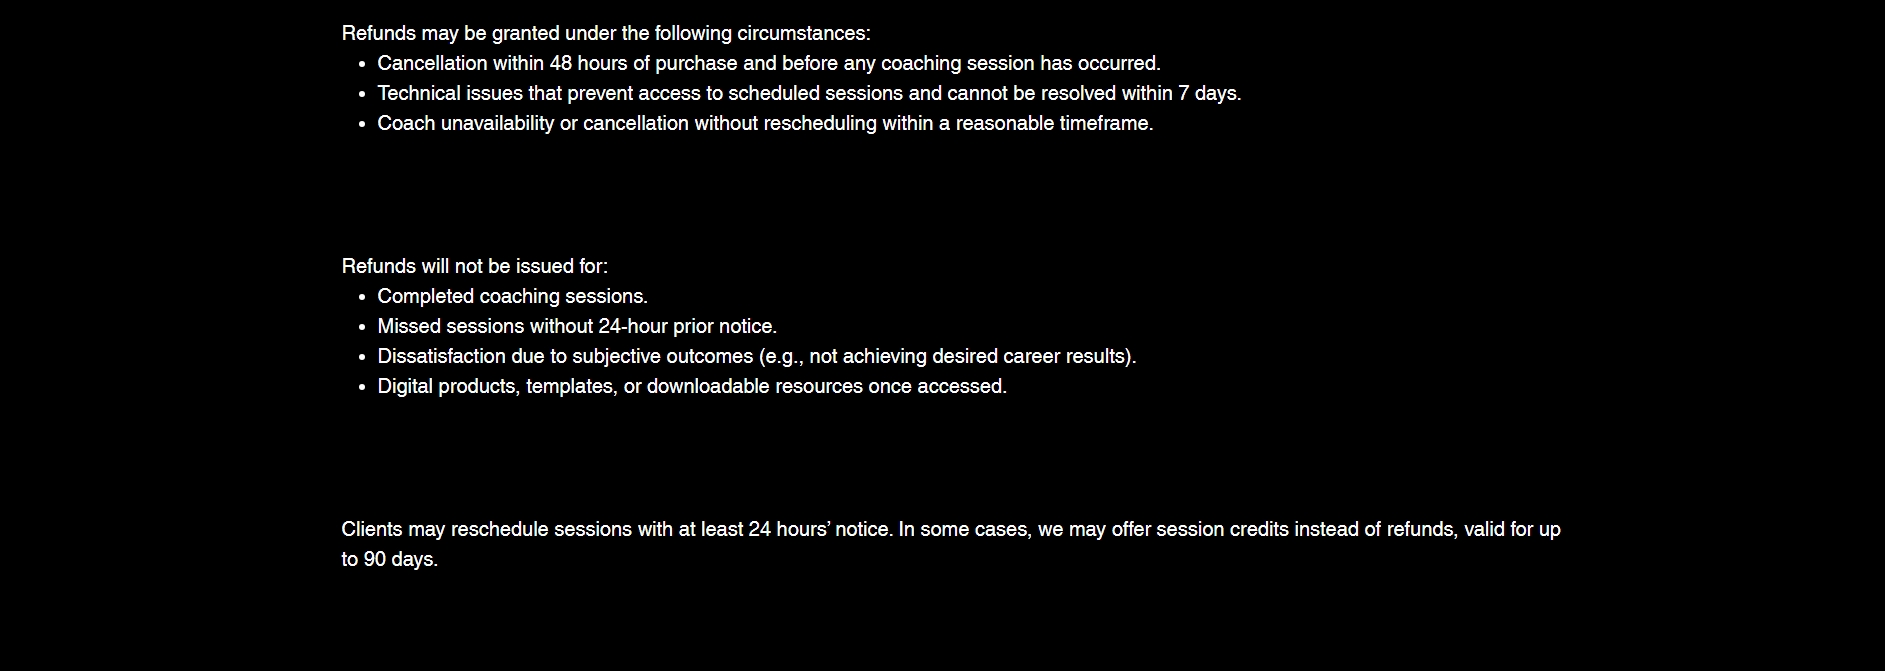 Refunds may be granted under the following circumstances:
• Cancellation within 48 hours of purchase and before any coaching session has occurred.
• Technical issues that prevent access to scheduled sessions and cannot be resolved within 7 days.
• Coach unavailability or cancellation without rescheduling within a reasonable timeframe.
Refunds will not be issued for:
• Completed coaching sessions.
• Missed sessions without 24-hour prior notice.
• Dissatisfaction due to subjective outcomes (e.g., not achieving desired career results).
• Digital products, templates, or downloadable resources once accessed.
Clients may reschedule sessions with at least 24 hours’ notice. In some cases, we may offer session credits instead of refunds, valid for up
to 90 days.